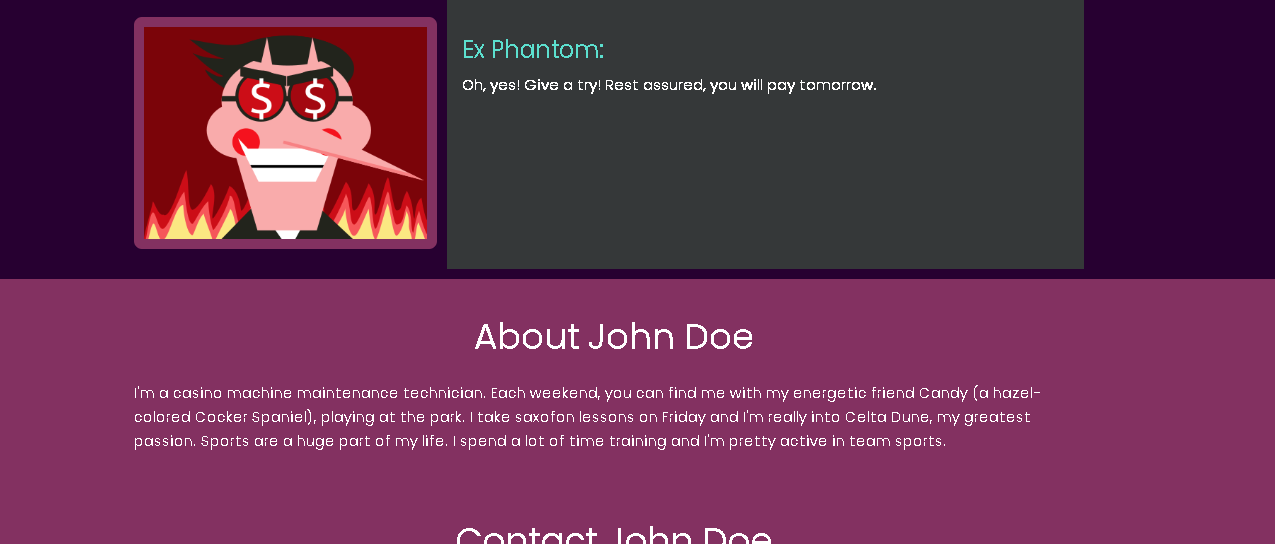 $ $
Ex Phantom:
Oh, yes! Give a try! Rest assured, you will pay tomorrow.
About John Doe
I'm a casino machine maintenance technician. Each weekend, you can find me with my energetic friend Candy (a hazel-
colored Cocker Spaniel), playing at the park. I take saxofon lessons on Friday and I'm really into Celta Dune, my greatest
passion. Sports are a huge part of my life. I spend a lot of time training and I'm pretty active in team sports.
Contact John Doe